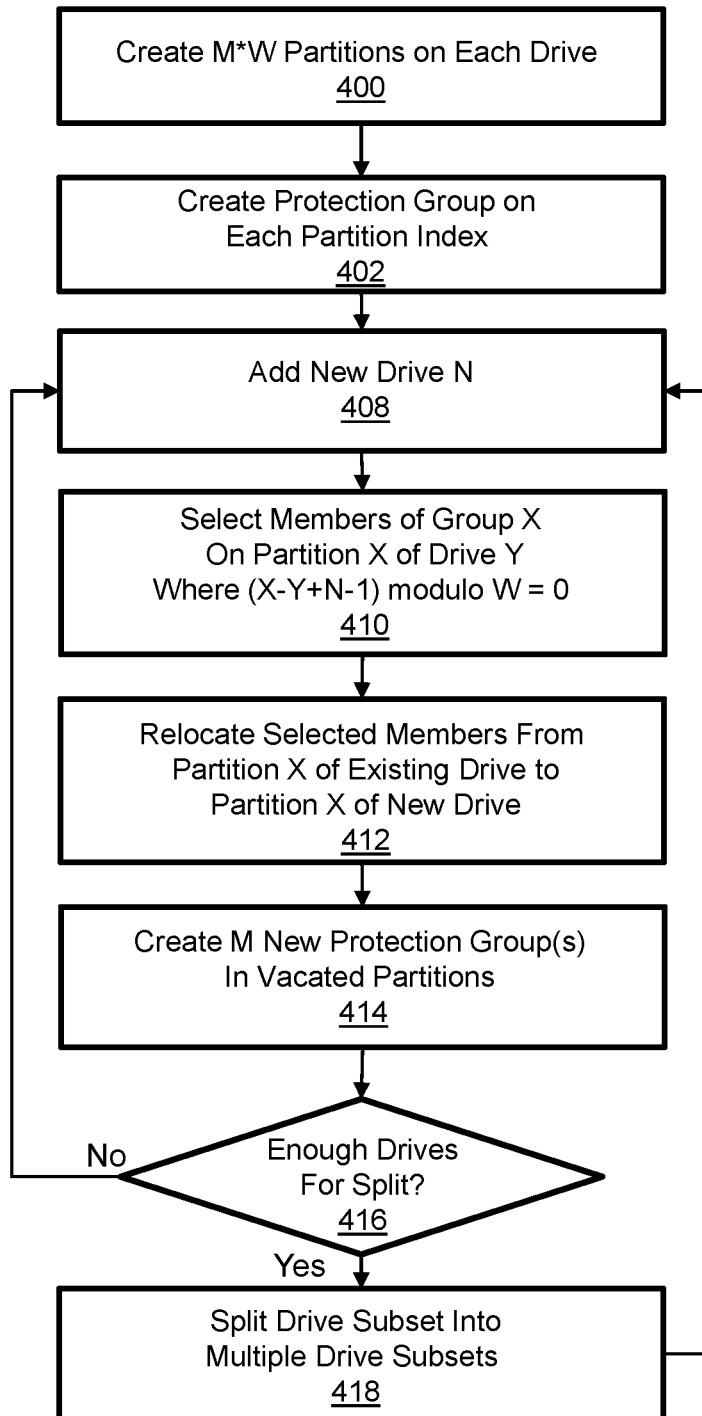 Create M*W Partitions on Each Drive
400
Create Protection Group on
Each Partition Index
402
Add New Drive N
408
Select Members of Group X
On Partition X of Drive Y
Where (X-Y+N-1) modulo W = 0
410
Relocate Selected Members From
Partition X of Existing Drive to
Partition X of New Drive
412
Create M New Protection Group(s)
In Vacated Partitions
414
No
Enough Drives
For Split?
416
Yes
Split Drive Subset Into
Multiple Drive Subsets
418